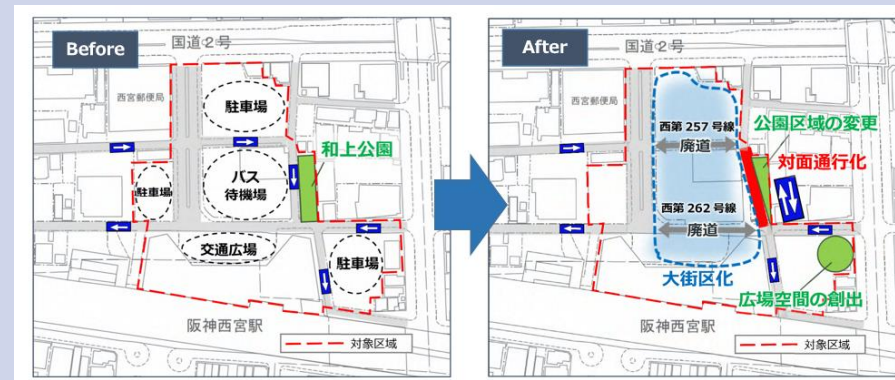 Before
国道２号
西宮郵便局
駐車場
和上公園
駐車場
バス
待機場
交通広場
駐車場
阪神西宮駅
対象区域
After
国道２号
西宮郵便局
西第 257 号線
廃道
公園区域の変更
対面通行化
西第 262 号線
廃道
大街区化
広場空間の創出
阪神西宮駅
対象区域